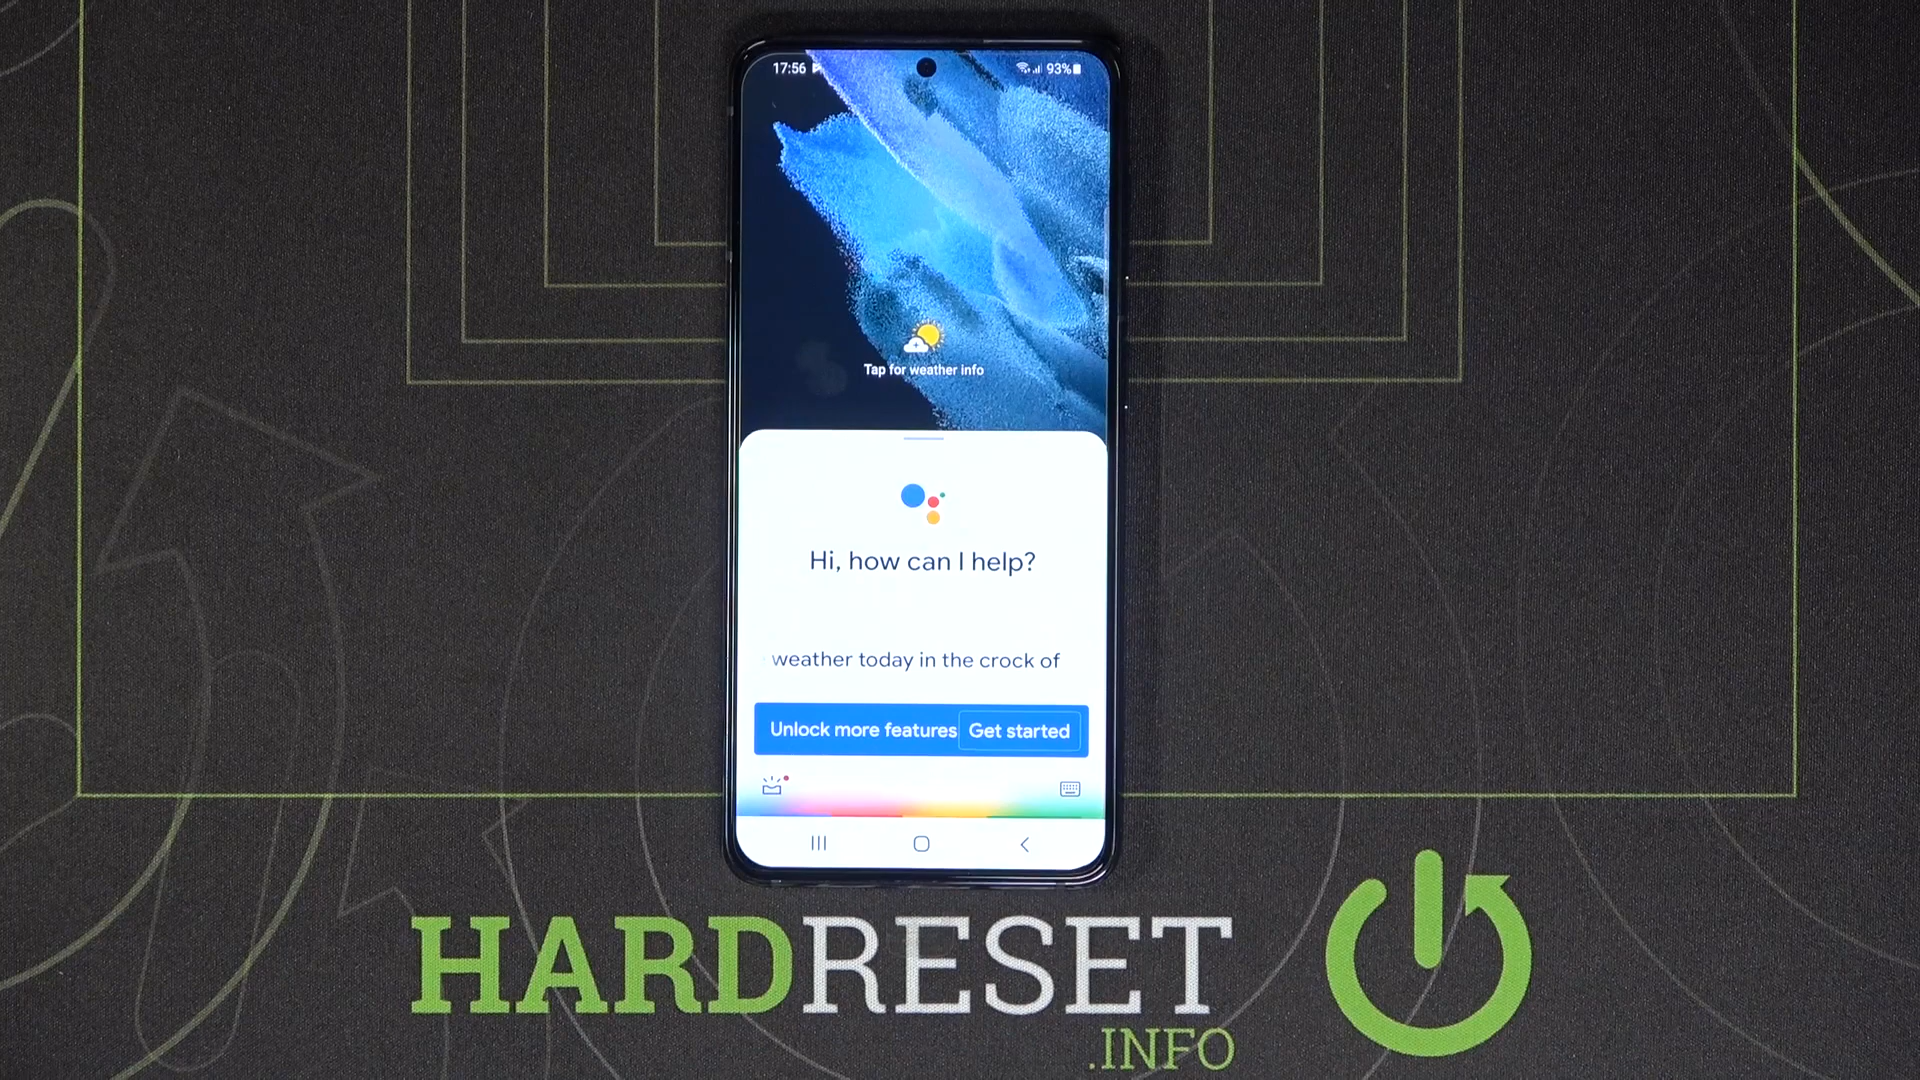 17:56
93%
Tap for weather info
Hi, how can I help?
weather today in the crock of
Unlock more features
Get started
HARDRESET
.INFO